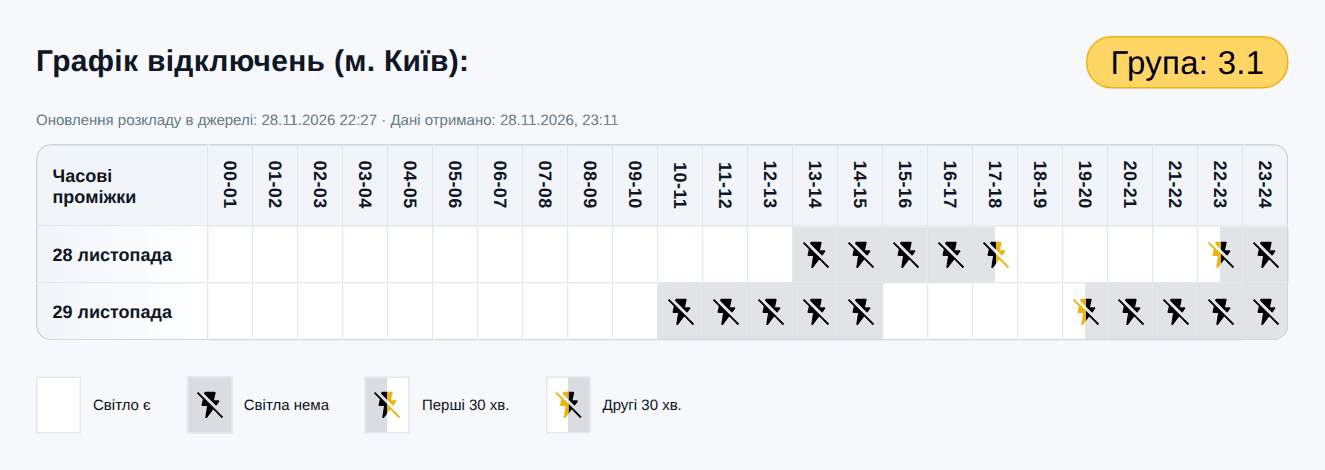 Графік відключень (м. Київ):
Група: 3.1
Оновлення розкладу в джерелі: 28.11.2026 22:27 · Дані отримано: 28.11.2026, 23:11
Часові
проміжки
00-01
01-02
02-03
03-04
04-05
05-06
06-07
07-08
08-09
09-10
10-11
11-12
12-13
13-14
14-15
15-16
16-17
17-18
18-19
19-20
20-21
21-22
22-23
23-24
28 листопада
29 листопада
Світло є
Світла нема
Перші 30 хв.
Другі 30 хв.